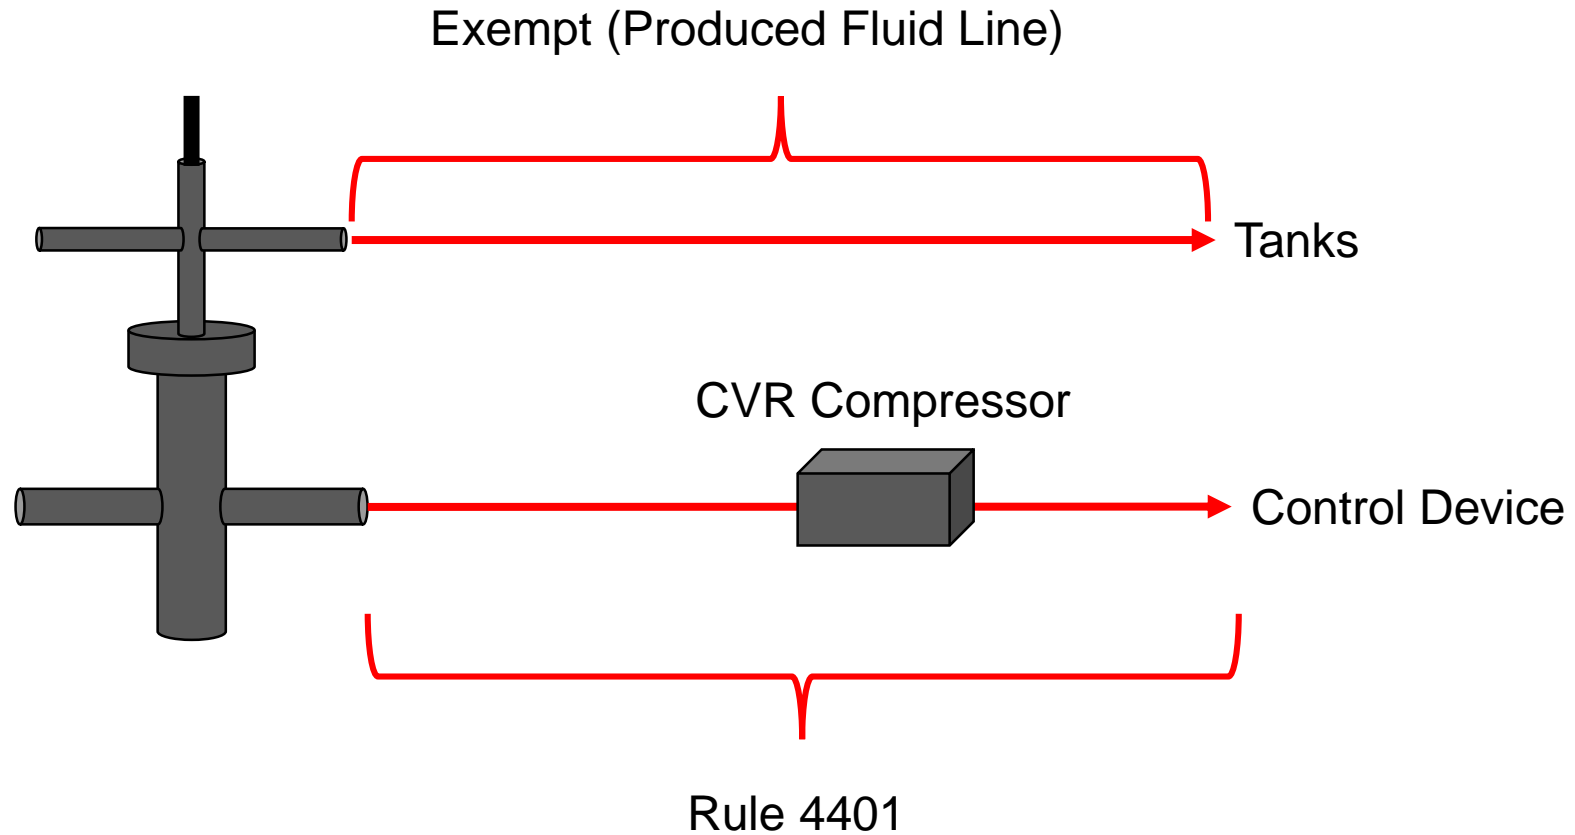 Exempt (Produced Fluid Line)
Tanks
CVR Compressor
Control Device
Rule 4401